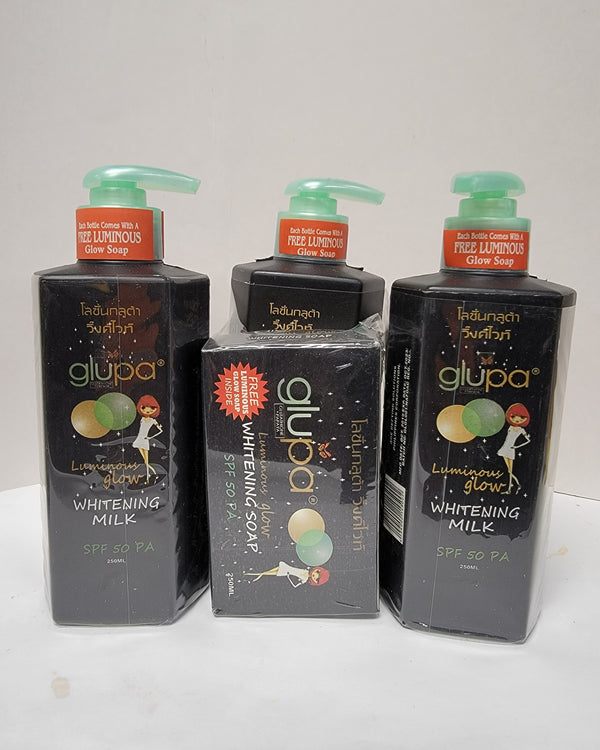 Each Bottle Comes With A
FREE LUMINOUS
Glow Soap
โลชั่นกลูต้า
วิ๊งค์ไวท์
glupa®
Luminous
glow
WHITENING
MILK
SPF 50 PA
250ML
Each Bottle Comes With A
FREE LUMINOUS
Glow Soap
โลชั่นกลูต้า
วิ๊งค์ไวท์
WHITENING SOAP
FREE
LUMINOUS
GLOW SOAP
INSIDE
โลชั่นกลูต้า วิ๊งค์ไวท์
glupa®
Luminous glow
WHITENING SOAP
SPF 50 PA
250ML
Each Bottle Comes With A
FREE LUMINOUS
Glow Soap
โลชั่นกลูต้า
วิ๊งค์ไวท์
glupa®
Luminous
glow
WHITENING
MILK
SPF 50 PA
250ML